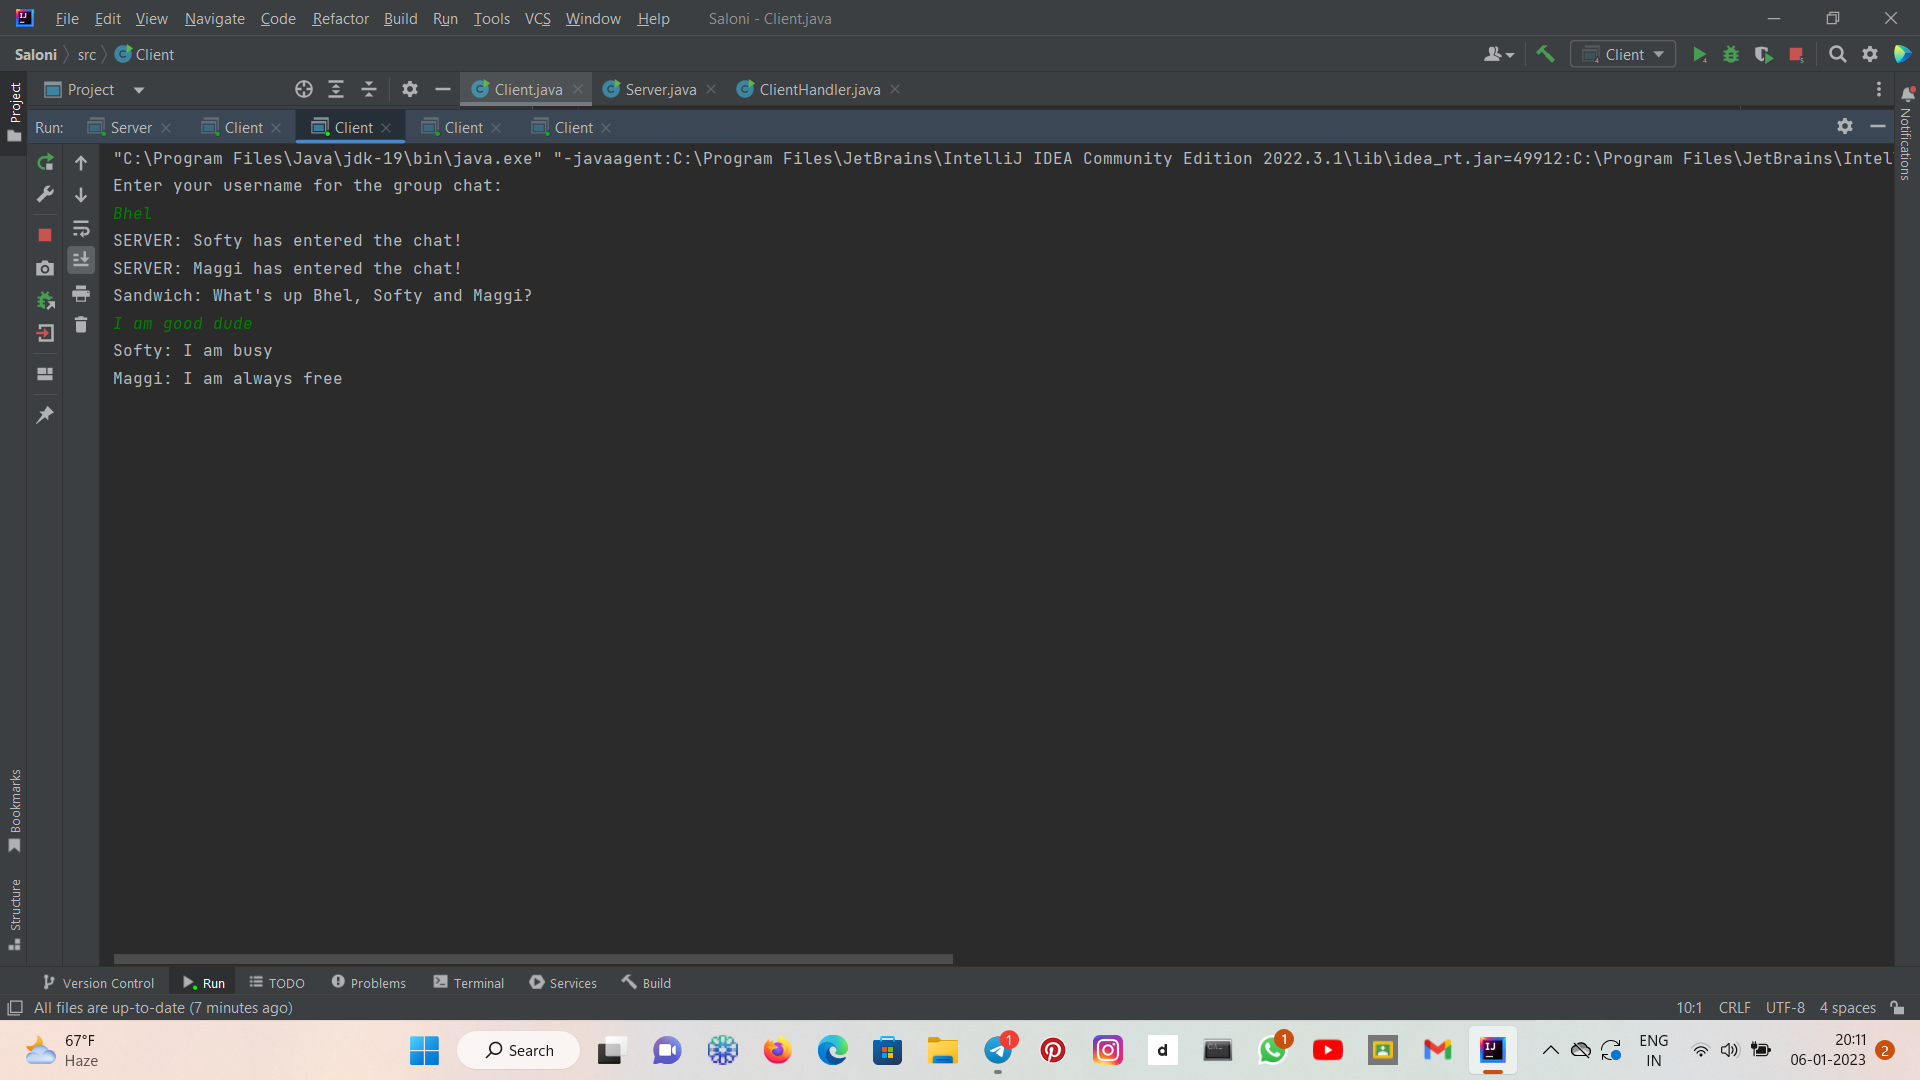 File Edit View Navigate Code Refactor Build Run Tools VCS Window Help Saloni - Client.java
Saloni src Client Client
Project Project Client.java Server.java ClientHandler.java
Run: Server Client Client Client Client
Notifications
"C:\Program Files\Java\jdk-19\bin\java.exe" "-javaagent:C:\Program Files\JetBrains\IntelliJ IDEA Community Edition 2022.3.1\lib\idea_rt.jar=49912:C:\Program Files\JetBrains\Intel
Enter your username for the group chat:
Bhel
SERVER: Softy has entered the chat!
SERVER: Maggi has entered the chat!
Sandwich: What's up Bhel, Softy and Maggi?
I am good dude
Softy: I am busy
Maggi: I am always free
Bookmarks
Structure
Version Control Run TODO Problems Terminal Services Build
All files are up-to-date (7 minutes ago) 10:1 CRLF UTF-8 4 spaces
67°F
Haze
Search
d
1
1
IJ
ENG
IN
20:11
06-01-2023
2